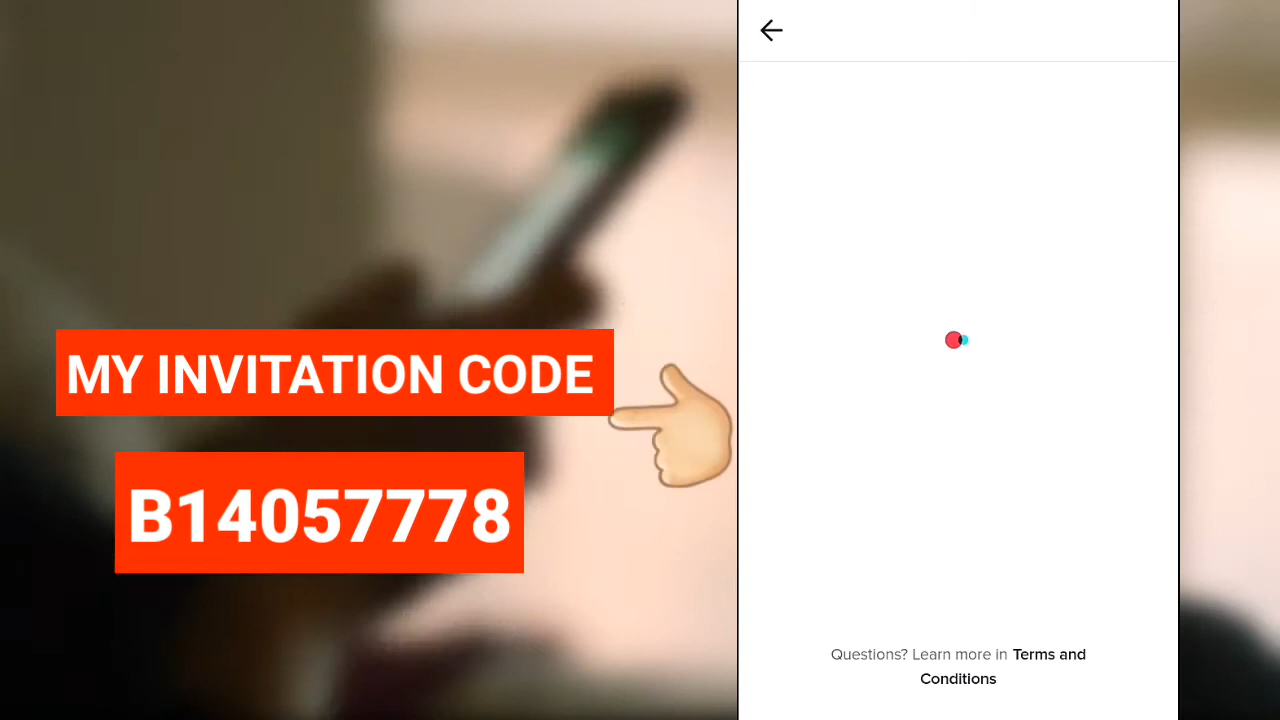 MY INVITATION CODE
B14057778
Questions? Learn more in Terms and
Conditions